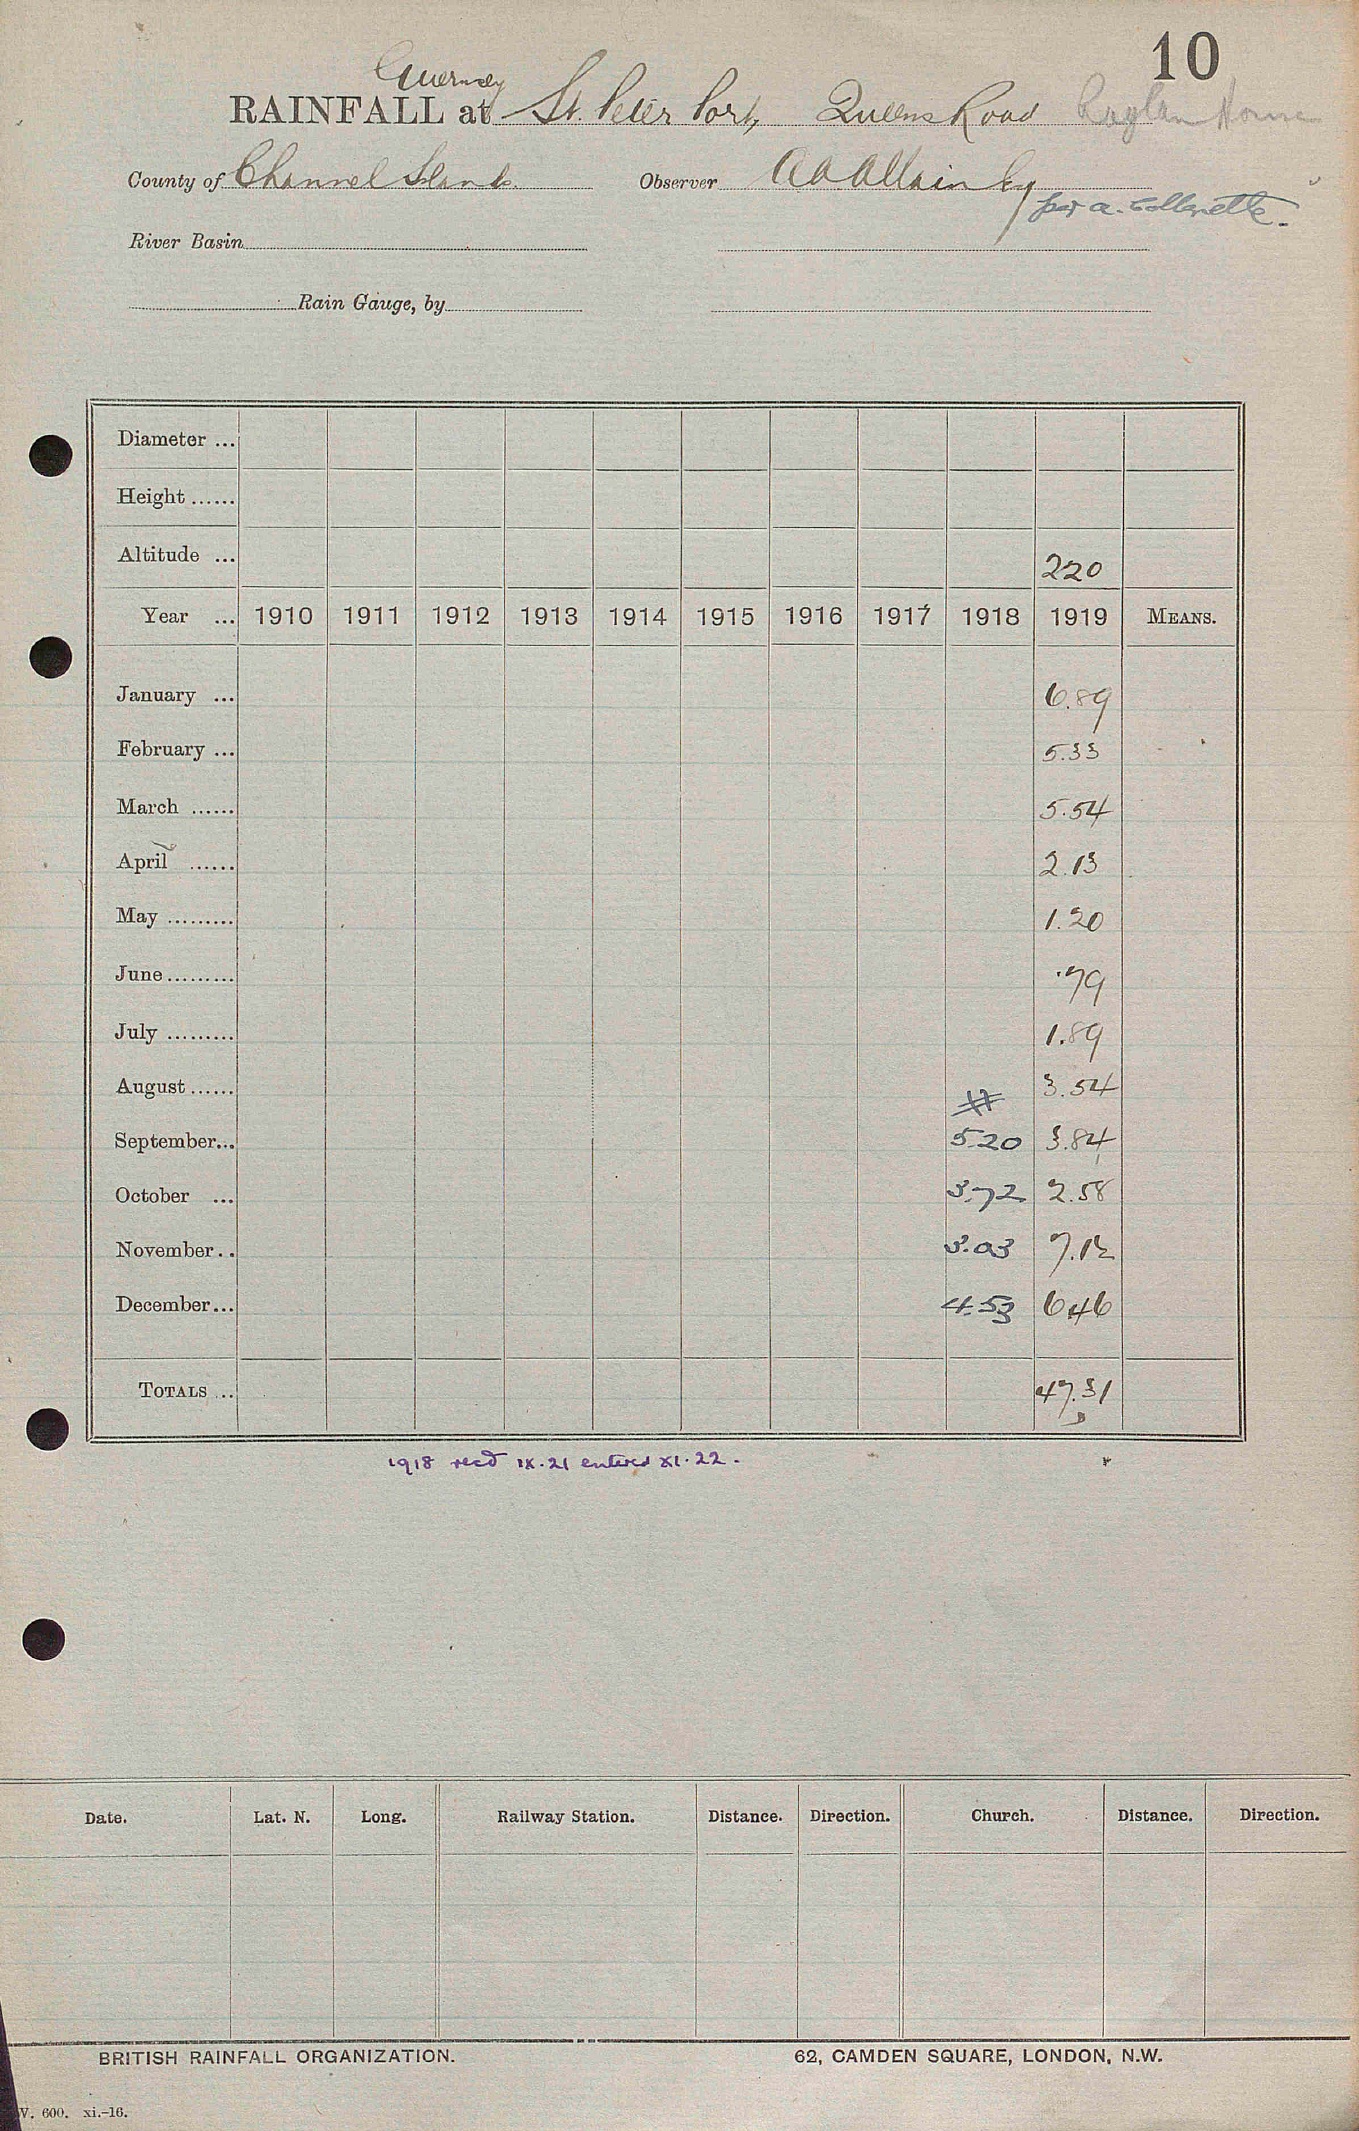 10
Guernsey
RAINFALL at St. Peter Port, Queens Road Raglan House
County of Channel Islands. Observer A.A. Allain Esq
per A. Collenette.
River Basin
Rain Gauge, by
Diameter ...
Height ......
Altitude ... 220
Year ... 1910 1911 1912 1913 1914 1915 1916 1917 1918 1919 MEANS.
January ... 6.89
February ... 5.33
March ...... 5.54
April ...... 2.13
May ......... 1.20
June ......... .79
July ......... 1.89
August ...... 3.54
September... 5.20 3.84
October ... 3.72 2.58
November .. 3.03 7.12
December... 4.53 6.46
TOTALS ... 47.31
1918 recd IX.21 entered XI.22.
Date. Lat. N. Long. Railway Station. Distance. Direction. Church. Distance. Direction.
BRITISH RAINFALL ORGANIZATION. 62, CAMDEN SQUARE, LONDON, N.W.
V. 600. xi.-16.